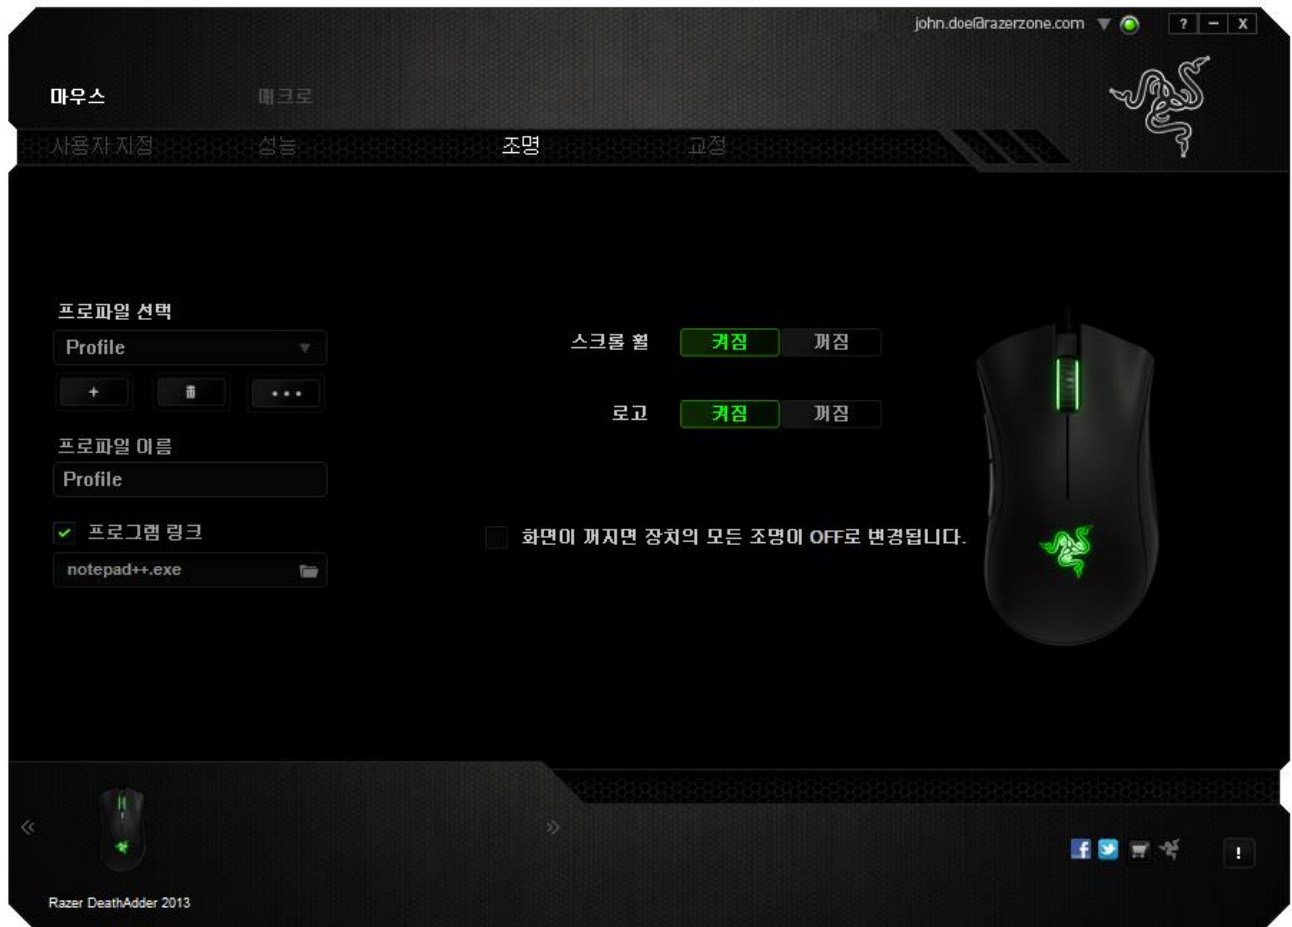 john.doe@razerzone.com
? – X
마우스 매크로
사용자 지정 성능 조명 교정
프로파일 선택
Profile
스크롤 휠 켜짐 꺼짐
+ •••
로고 켜짐 꺼짐
프로파일 이름
Profile
프로그램 링크
화면이 꺼지면 장치의 모든 조명이 OFF로 변경됩니다.
notepad++.exe
« »
f
!
Razer DeathAdder 2013